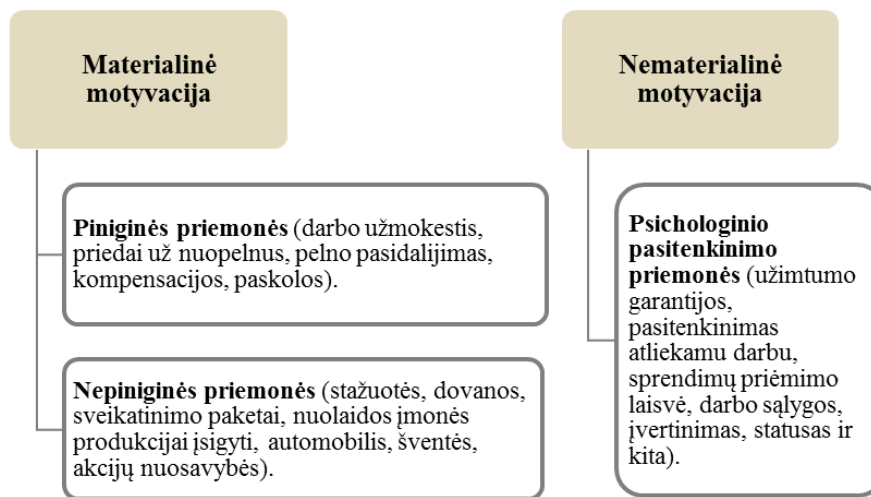 Materialinė
motyvacija
Piniginės priemonės (darbo užmokestis,
priedai už nuopelnus, pelno pasidalijimas,
kompensacijos, paskolos).
Nepiniginės priemonės (stažuotės, dovanos,
sveikatinimo paketai, nuolaidos įmonės
produkcijai įsigyti, automobilis, šventės,
akcijų nuosavybės).
Nematerialinė
motyvacija
Psichologinio
pasitenkinimo
priemonės (užimtumo
garantijos,
pasitenkinimas
atliekamu darbu,
sprendimų priėmimo
laisvė, darbo sąlygos,
įvertinimas, statusas ir
kita).